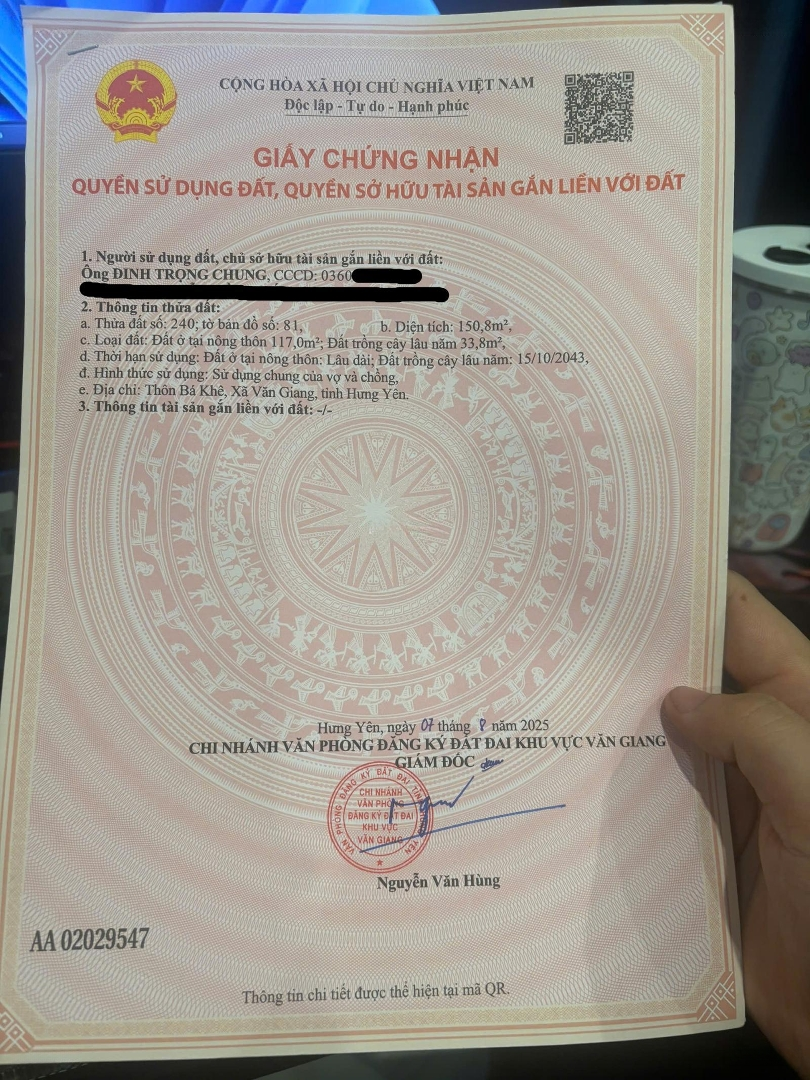 CỘNG HÒA XÃ HỘI CHỦ NGHĨA VIỆT NAM
Độc lập - Tự do - Hạnh phúc
GIẤY CHỨNG NHẬN
QUYỀN SỬ DỤNG ĐẤT, QUYỀN SỞ HỮU TÀI SẢN GẮN LIỀN VỚI ĐẤT
1. Người sử dụng đất, chủ sở hữu tài sản gắn liền với đất:
Ông ĐINH TRỌNG CHUNG, CCCD: 0360
2. Thông tin thửa đất:
a. Thửa đất số: 240; tờ bản đồ số: 81, b. Diện tích: 150,8m²,
c. Loại đất: Đất ở tại nông thôn 117,0m²; Đất trồng cây lâu năm 33,8m²,
d. Thời hạn sử dụng: Đất ở tại nông thôn: Lâu dài; Đất trồng cây lâu năm: 15/10/2043,
đ. Hình thức sử dụng: Sử dụng chung của vợ và chồng,
e. Địa chỉ: Thôn Bá Khê, Xã Văn Giang, tỉnh Hưng Yên.
3. Thông tin tài sản gắn liền với đất: -/-
Hưng Yên, ngày 07 tháng 8 năm 2025
CHI NHÁNH VĂN PHÒNG ĐĂNG KÝ ĐẤT ĐAI KHU VỰC VĂN GIANG
GIÁM ĐỐC
VĂN PHÒNG ĐĂNG KÝ ĐẤT ĐAI TỈNH HƯNG YÊN
CHI NHÁNH
VĂN PHÒNG
ĐĂNG KÝ ĐẤT ĐAI
KHU VỰC
VĂN GIANG
Nguyễn Văn Hùng
AA 02029547
Thông tin chi tiết được thể hiện tại mã QR.